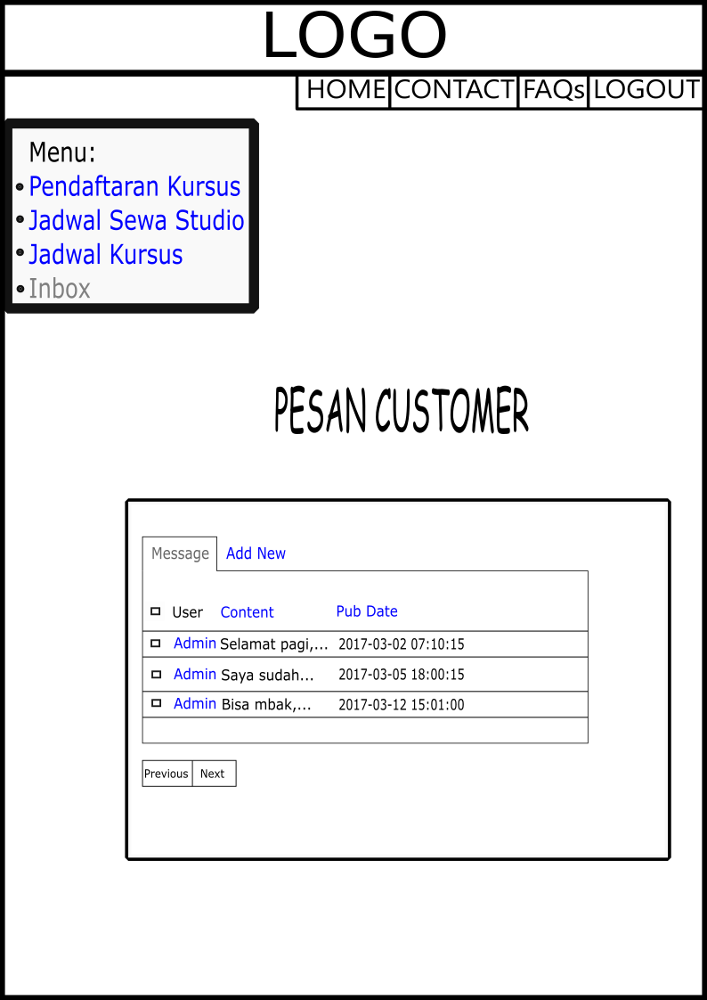 LOGO
HOME CONTACT FAQs LOGOUT
Menu:
Pendaftaran Kursus
Jadwal Sewa Studio
Jadwal Kursus
Inbox
PESAN CUSTOMER
Message Add New
User Content Pub Date
Admin Selamat pagi,... 2017-03-02 07:10:15
Admin Saya sudah... 2017-03-05 18:00:15
Admin Bisa mbak,... 2017-03-12 15:01:00
Previous Next